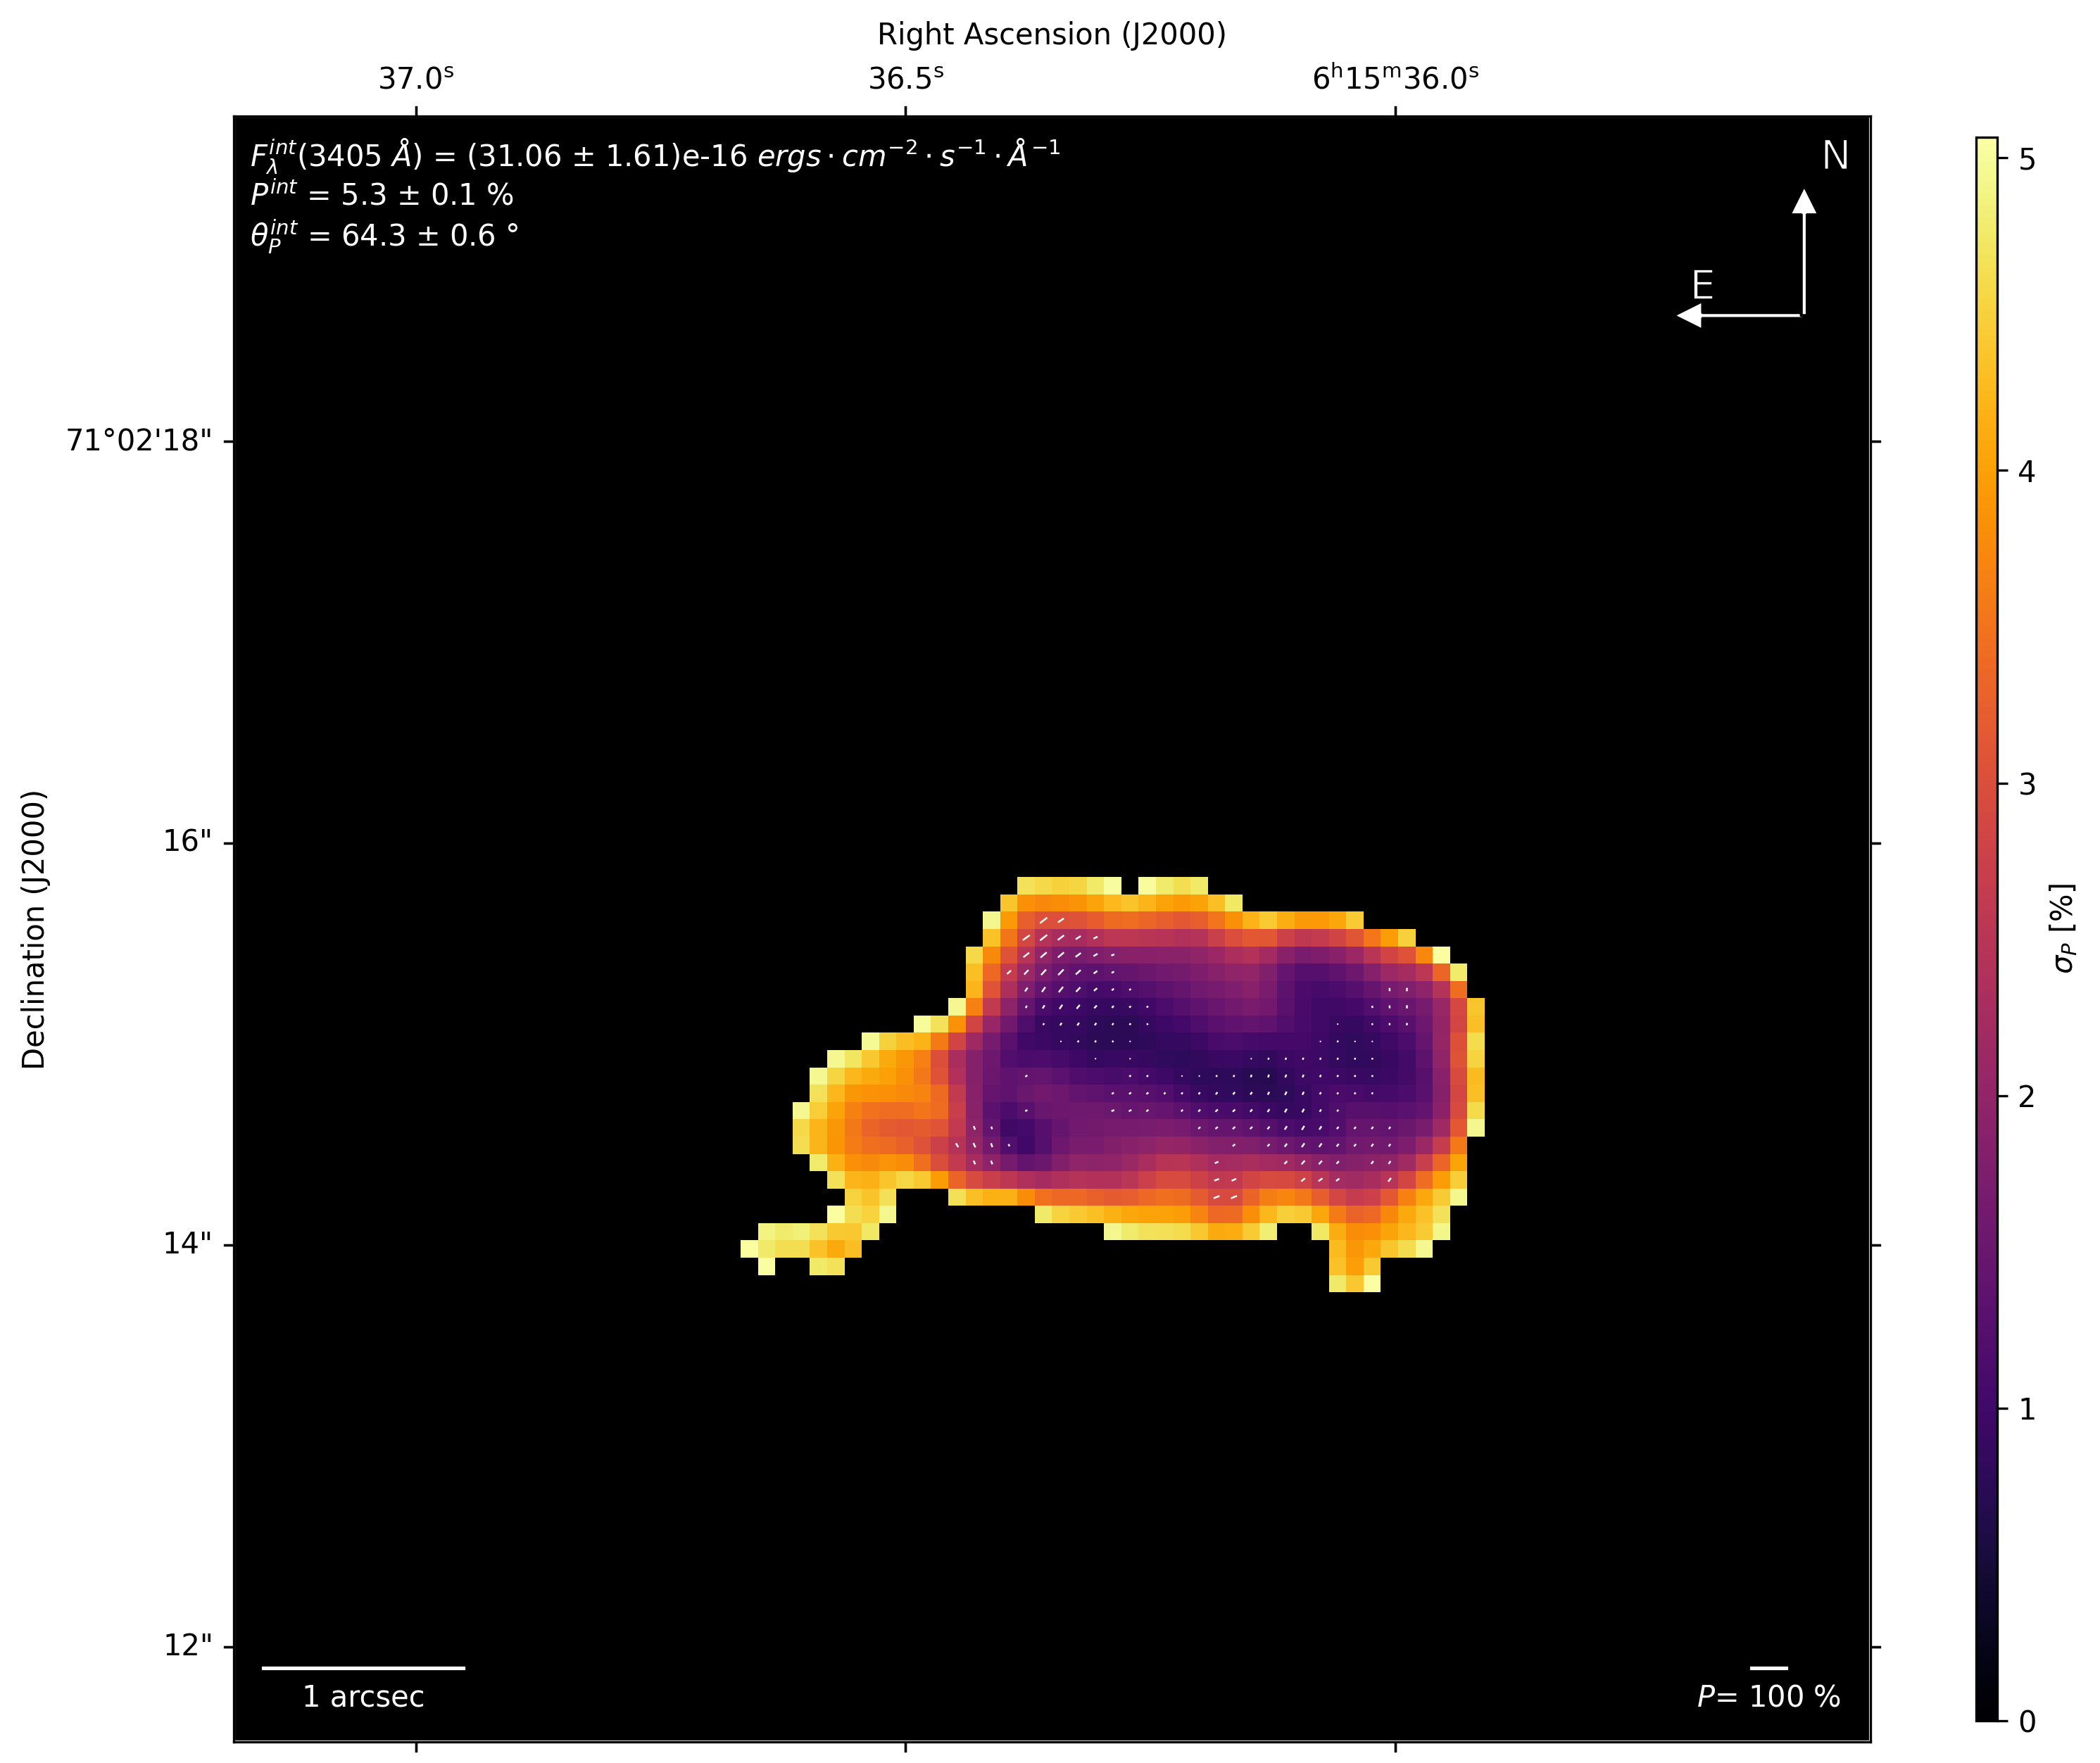 Right Ascension (J2000)
37.0ˢ 36.5ˢ 6ʰ15ᵐ36.0ˢ
F_λ^{int}(3405 Å) = (31.06 ± 1.61)e-16 ergs · cm⁻² · s⁻¹ · Å⁻¹
P^{int} = 5.3 ± 0.1 %
θ_P^{int} = 64.3 ± 0.6 °
N
E
71°02'18"
16"
14"
12"
Declination (J2000)
1 arcsec
P= 100 %
5
4
3
2
1
0
σ_P [%]